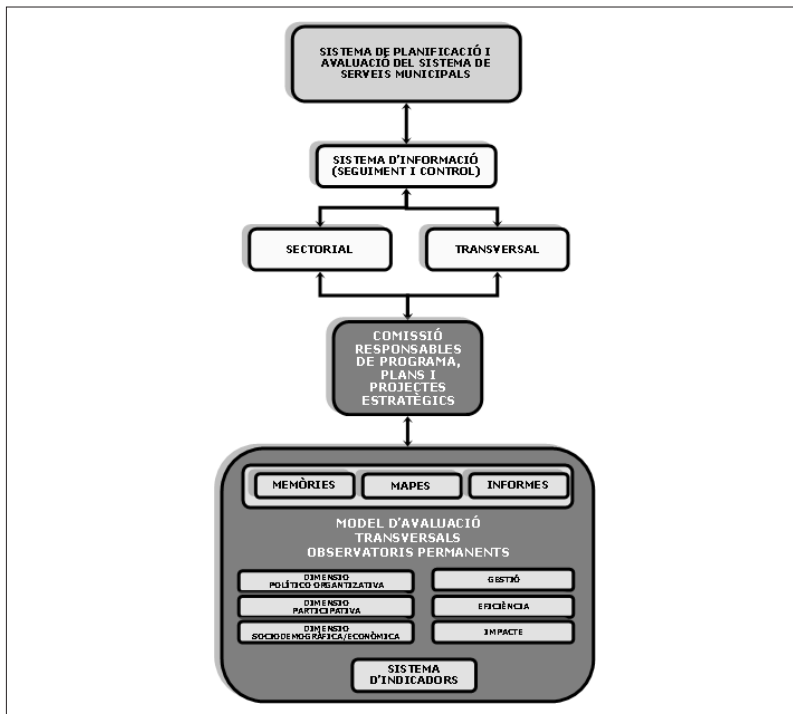 SISTEMA DE PLANIFICACIÓ I
AVALUACIÓ DEL SISTEMA DE
SERVEIS MUNICIPALS
SISTEMA D'INFORMACIÓ
(SEGUIMENT I CONTROL)
SECTORIAL
TRANSVERSAL
COMISSIÓ
RESPONSABLES
DE PROGRAMA,
PLANS I
PROJECTES
ESTRATÈGICS
MEMÒRIES
MAPES
INFORMES
MODEL D'AVALUACIÓ
TRANSVERSALS
OBSERVATORIS PERMANENTS
DIMENSIO
POLÍTICO ORGANTIZATIVA
GESTIÓ
DIMENSIO
PARTICIPATIVA
EFICIÈNCIA
DIMENSIO
SOCIODEMOGRÀFICA/ECONÒMICA
IMPACTE
SISTEMA
D'INDICADORS